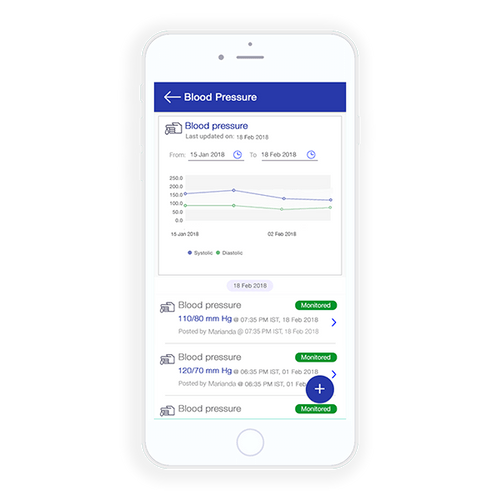 Blood Pressure
Blood pressure
Last updated on: 18 Feb 2018
From: 15 Jan 2018 To 18 Feb 2018
250.0
200.0
150.0
100.0
50.0
0.0
15 Jan 2018 02 Feb 2018
Systolic Diastolic
18 Feb 2018
Blood pressure Monitored
110/80 mm Hg @ 07:35 PM IST, 18 Feb 2018
Posted by Marianda @ 07:35 PM IST, 18 Feb 2018
Blood pressure Monitored
120/70 mm Hg @ 06:35 PM IST, 01 Feb 2018
Posted by Marianda @ 06:35 PM IST, 01 Feb
+
Blood pressure Monitored